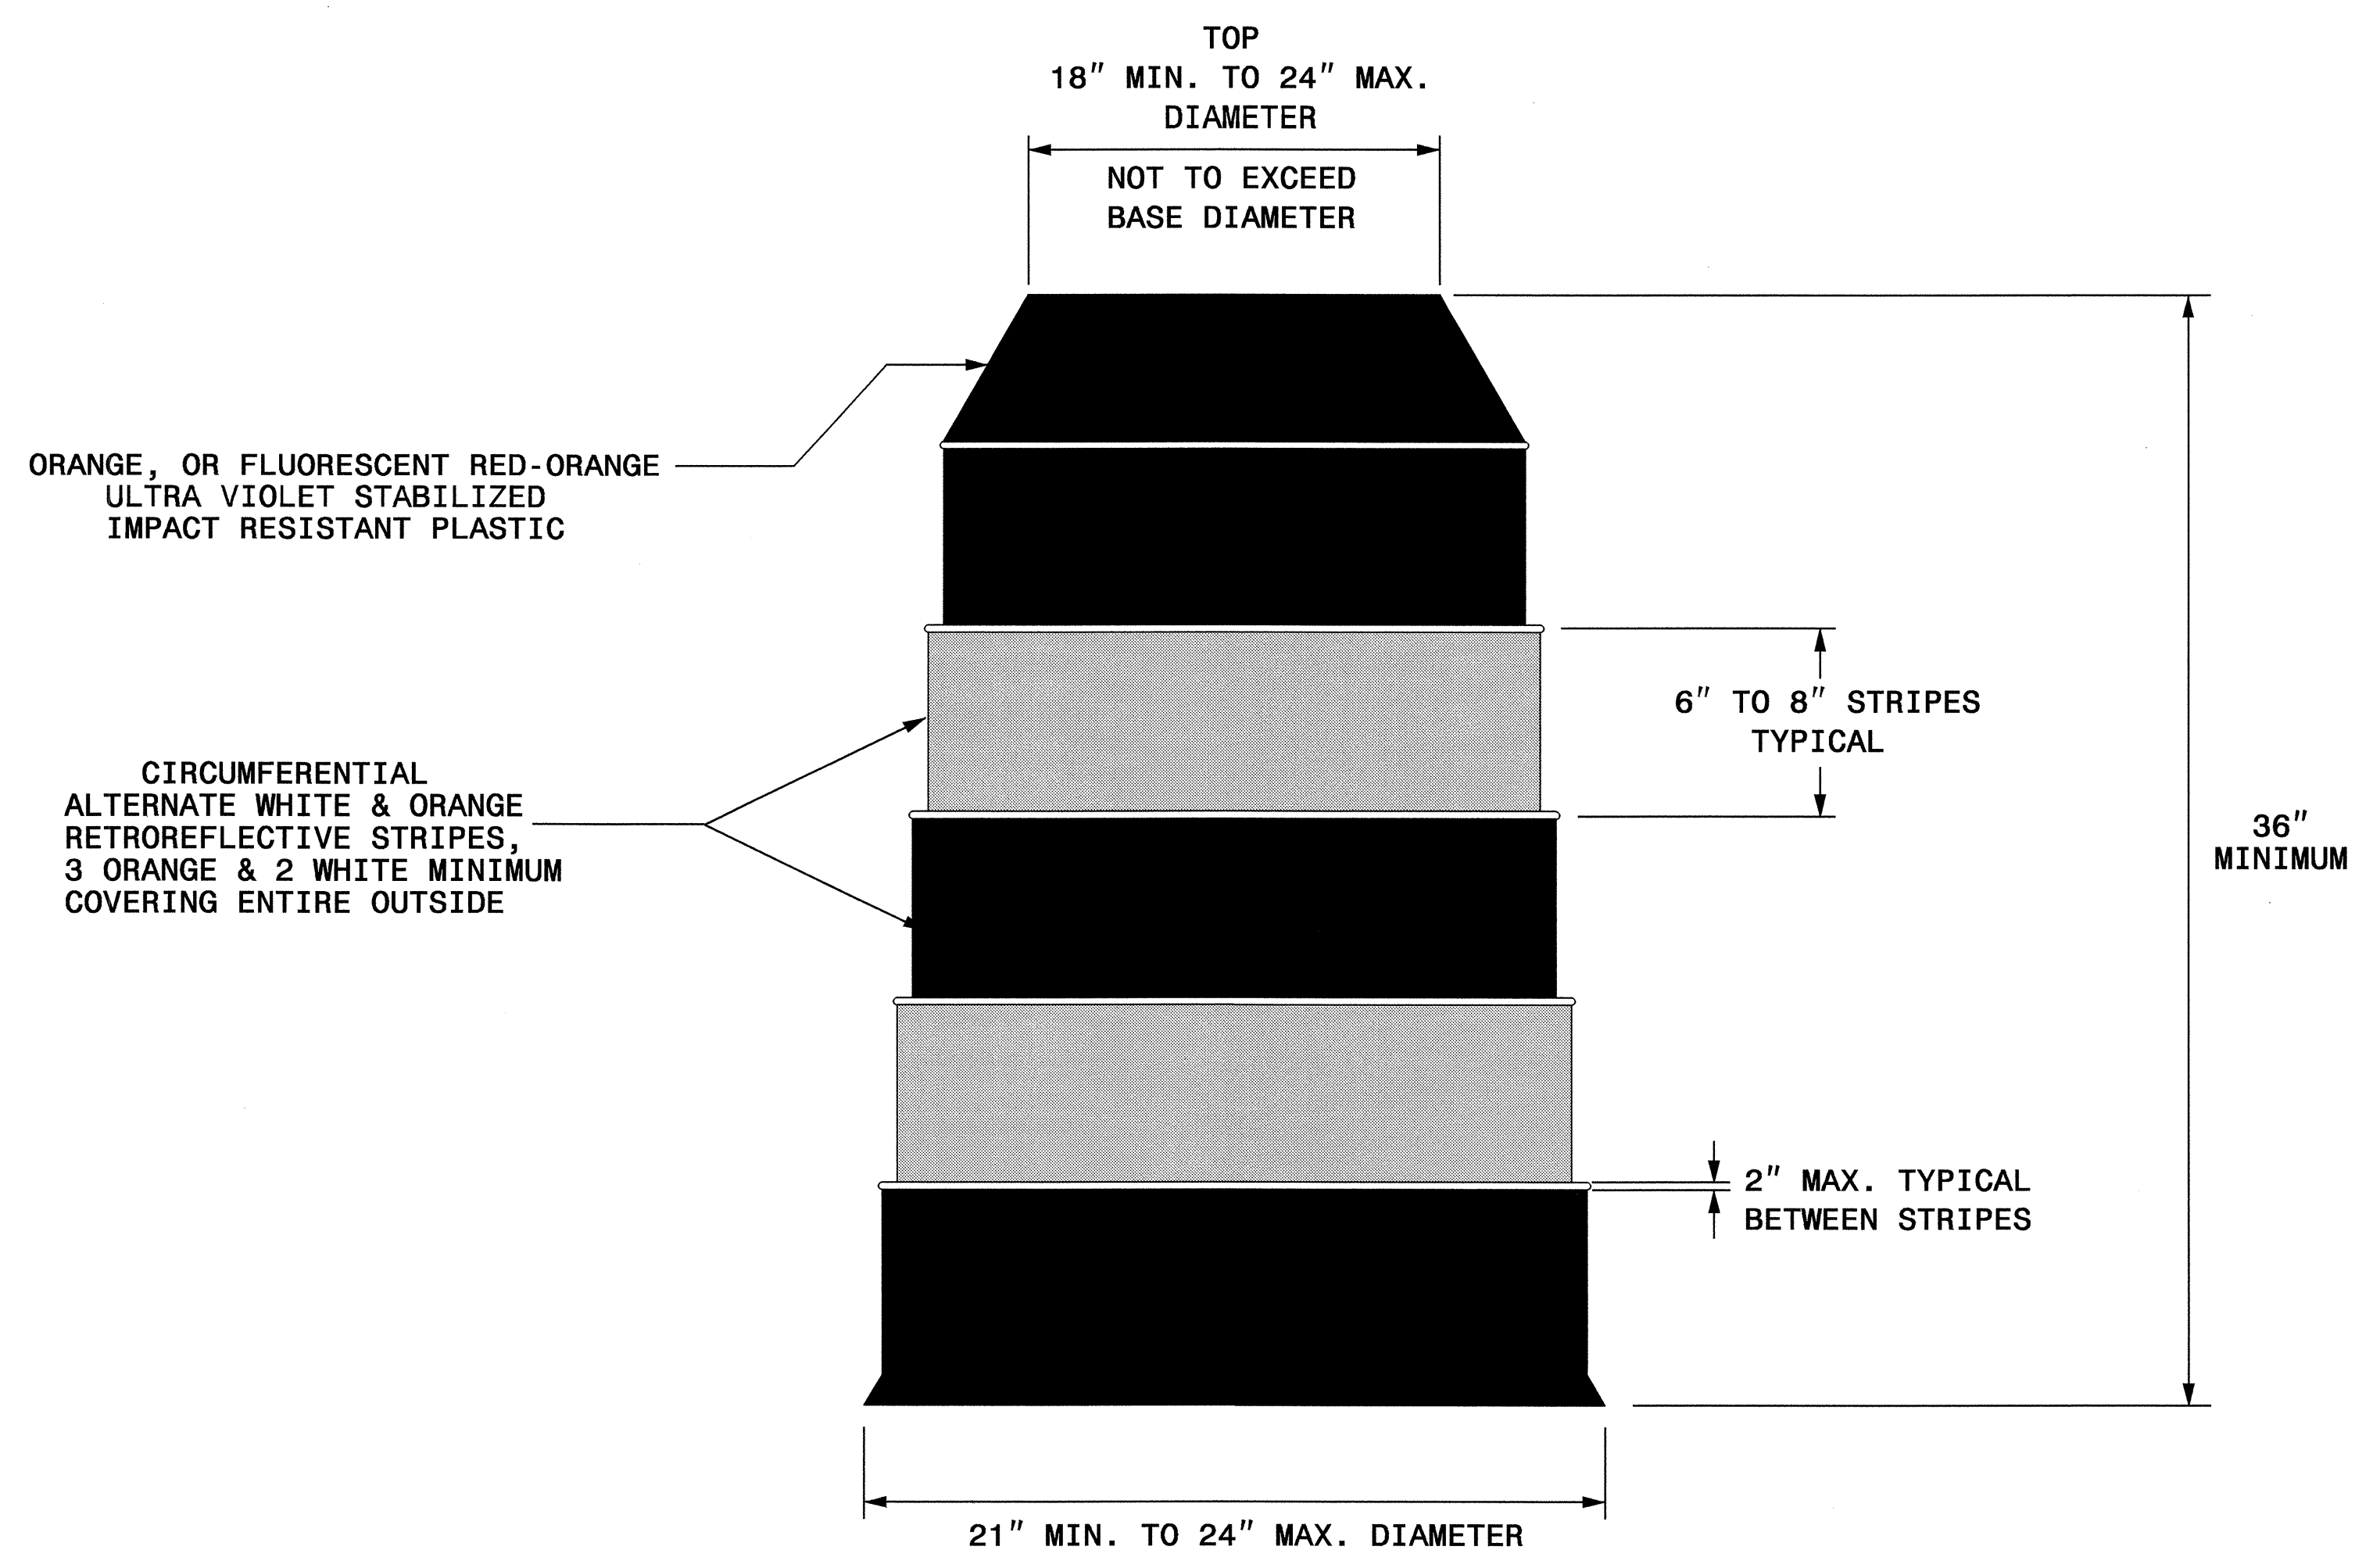 TOP
18" MIN. TO 24" MAX.
DIAMETER
NOT TO EXCEED
BASE DIAMETER
ORANGE, OR FLUORESCENT RED-ORANGE
ULTRA VIOLET STABILIZED
IMPACT RESISTANT PLASTIC
6" TO 8" STRIPES
TYPICAL
CIRCUMFERENTIAL
ALTERNATE WHITE & ORANGE
RETROREFLECTIVE STRIPES,
3 ORANGE & 2 WHITE MINIMUM
COVERING ENTIRE OUTSIDE
36"
MINIMUM
2" MAX. TYPICAL
BETWEEN STRIPES
21" MIN. TO 24" MAX. DIAMETER